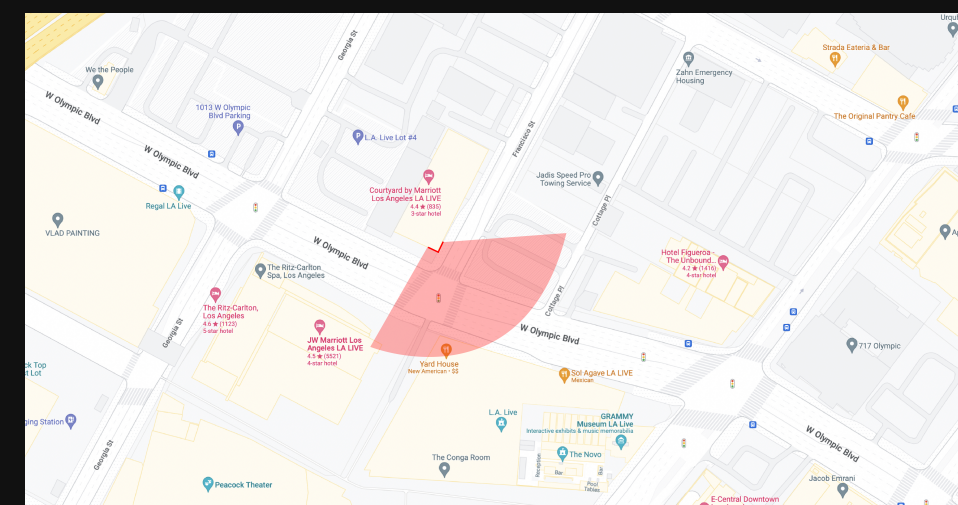 Georgia St
Strada Eateria & Bar
We the People
Zahn Emergency
Housing
W Olympic Blvd
1013 W Olympic
Blvd Parking
The Original Pantry Cafe
L.A. Live Lot #4
Francisco St
W Olympic Blvd
Jadis Speed Pro
Towing Service
Courtyard by Marriott
Los Angeles LA LIVE
4.4 ★ (835)
3-star hotel
Regal LA Live
Cottage Pl
VLAD PAINTING
W Olympic Blvd
Hotel Figueroa -
The Unbound...
4.2 ★ (1416)
4-star hotel
The Ritz-Carlton
Spa, Los Angeles
The Ritz-Carlton,
Los Angeles
4.6 ★ (1123)
5-star hotel
Cottage Pl
Georgia St
JW Marriott Los
Angeles LA LIVE
4.5 ★ (5521)
4-star hotel
W Olympic Blvd
717 Olympic
Yard House
New American • $$
Sol Agave LA LIVE
Mexican
L.A. Live
GRAMMY
Museum LA Live
Interactive exhibits & music memorabilia
ging Station
Georgia St
W Olympic Blvd
The Conga Room
Reception
The Novo
Bar
Bar
Pool
Tables
Peacock Theater
Jacob Emrani
E-Central Downtown